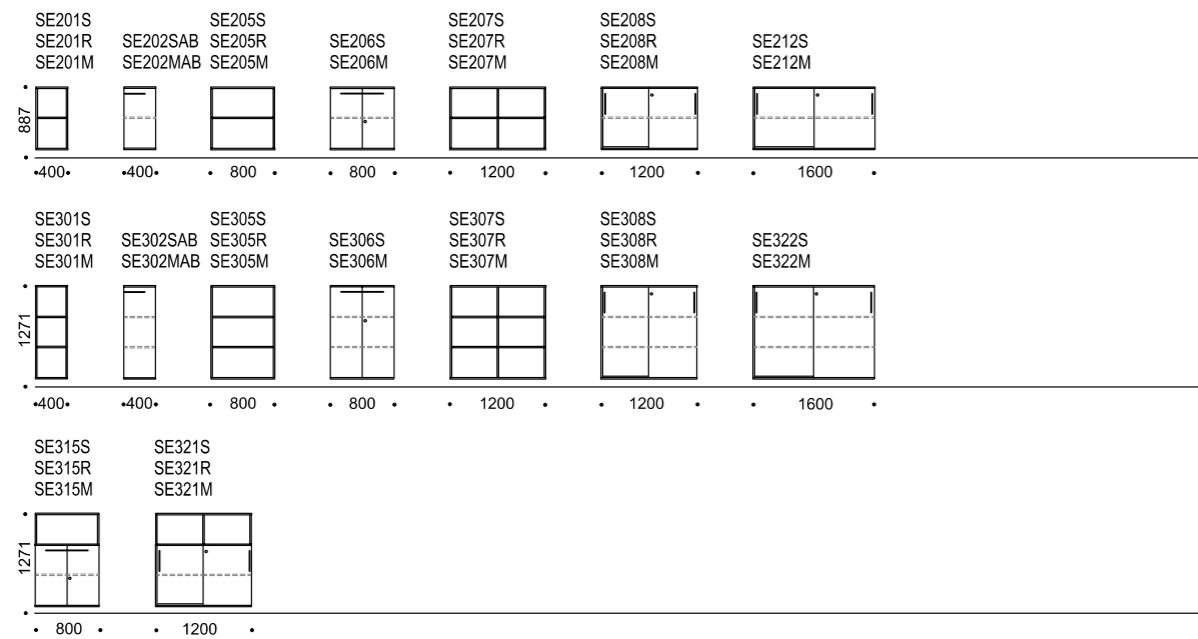 SE201S
SE201R
SE201M
SE202SAB
SE202MAB
SE205S
SE205R
SE205M
SE206S
SE206M
SE207S
SE207R
SE207M
SE208S
SE208R
SE208M
SE212S
SE212M
887
400
400
800
800
1200
1200
1600
SE301S
SE301R
SE301M
SE302SAB
SE302MAB
SE305S
SE305R
SE305M
SE306S
SE306M
SE307S
SE307R
SE307M
SE308S
SE308R
SE308M
SE322S
SE322M
1271
400
400
800
800
1200
1200
1600
SE315S
SE315R
SE315M
SE321S
SE321R
SE321M
1271
800
1200